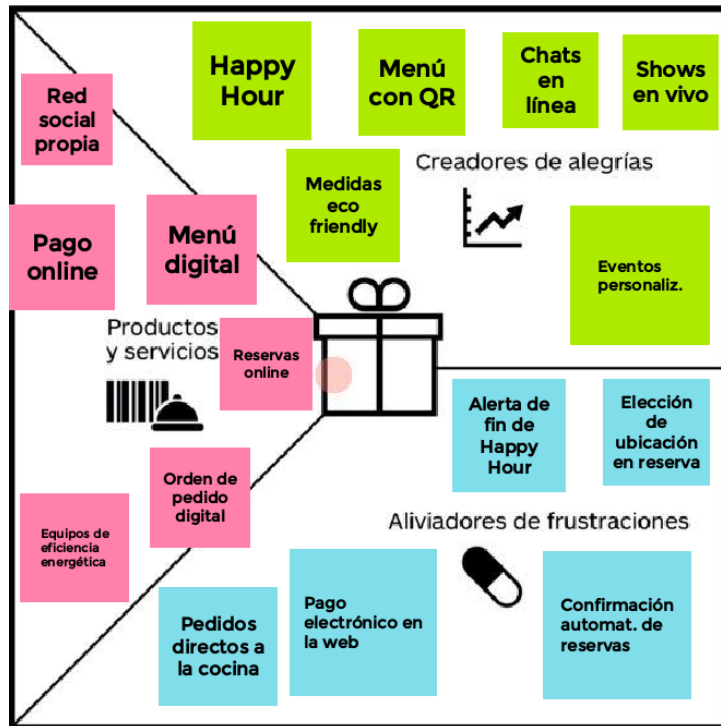 Happy
Hour
Menú
con QR
Chats
en
línea
Shows
en vivo
Medidas
eco
friendly
Creadores de alegrías
Eventos
personaliz.
Red
social
propia
Pago
online
Menú
digital
Productos
y servicios
Reservas
online
Orden de
pedido
digital
Equipos de
eficiencia
energética
Alerta de
fin de
Happy
Hour
Elección
de
ubicación
en reserva
Aliviadores de frustraciones
Pedidos
directos a
la cocina
Pago
electrónico en
la web
Confirmación
automat. de
reservas